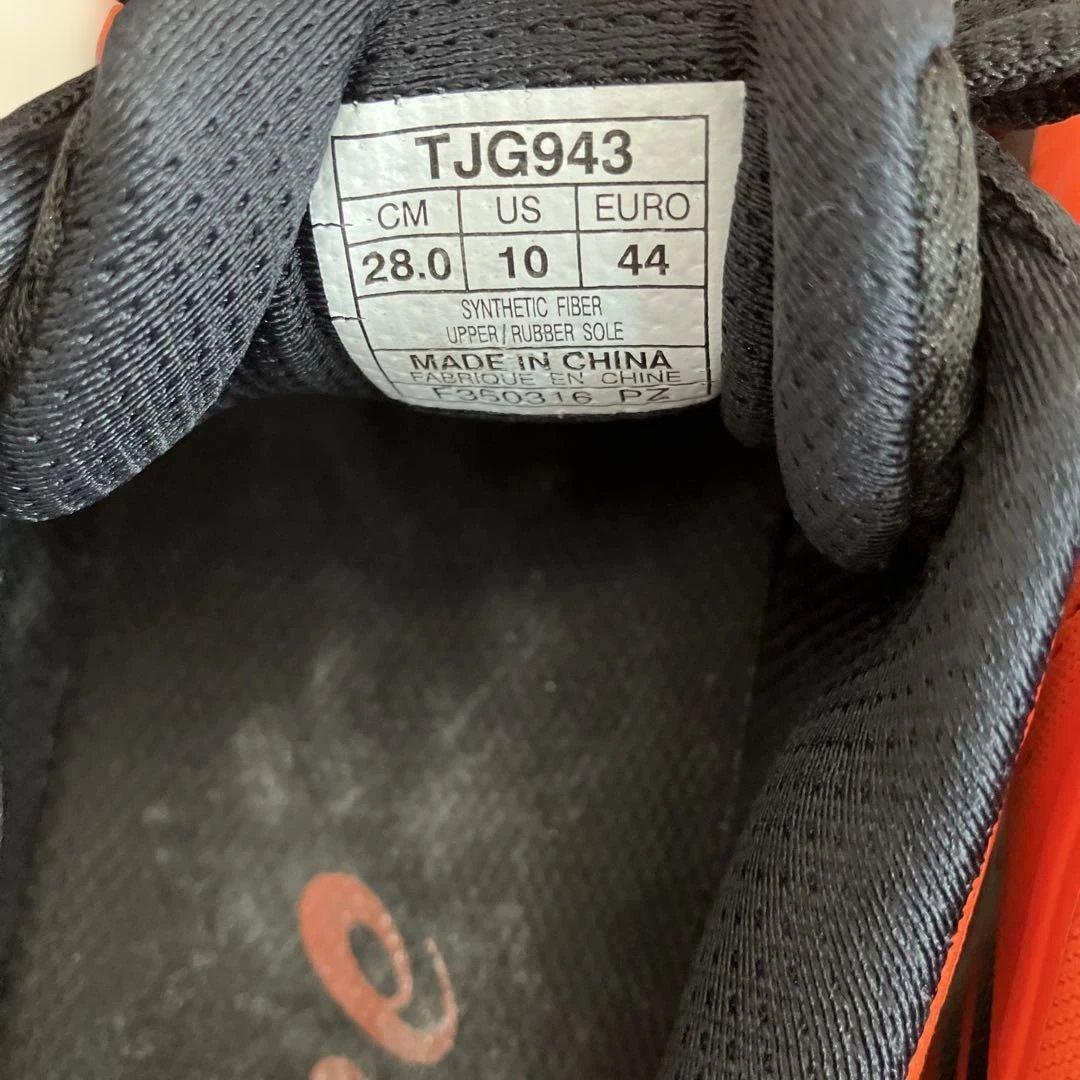 TJG943
CM US EURO
28.0 10 44
SYNTHETIC FIBER
UPPER/RUBBER SOLE
MADE IN CHINA
FABRIQUE EN CHINE
F350316 PZ